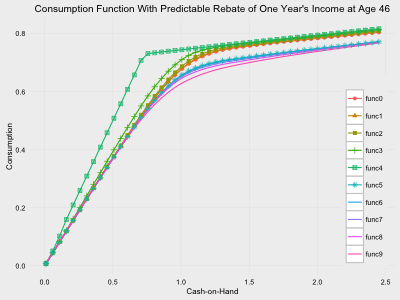 Consumption Function With Predictable Rebate of One Year's Income at Age 46
Consumption
0.8
0.6
0.4
0.2
0.0
0.0 0.5 1.0 1.5 2.0 2.5
Cash-on-Hand
func0
func1
func2
func3
func4
func5
func6
func7
func8
func9